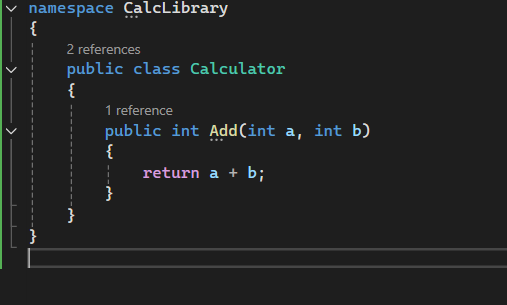 namespace CalcLibrary
{
2 references
public class Calculator
{
1 reference
public int Add(int a, int b)
{
return a + b;
}
}
}